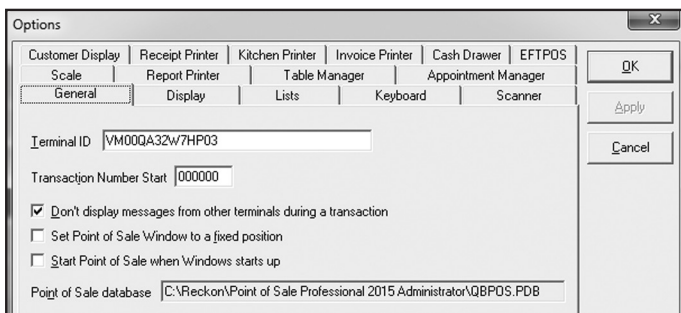 Options
Customer Display Receipt Printer Kitchen Printer Invoice Printer Cash Drawer EFTPOS
Scale Report Printer Table Manager Appointment Manager
General Display Lists Keyboard Scanner
OK
Apply
Cancel
Terminal ID VM00QA32W7HP03
Transaction Number Start 000000
Don't display messages from other terminals during a transaction
Set Point of Sale Window to a fixed position
Start Point of Sale when Windows starts up
Point of Sale database C:\Reckon\Point of Sale Professional 2015 Administrator\QBPOS.PDB